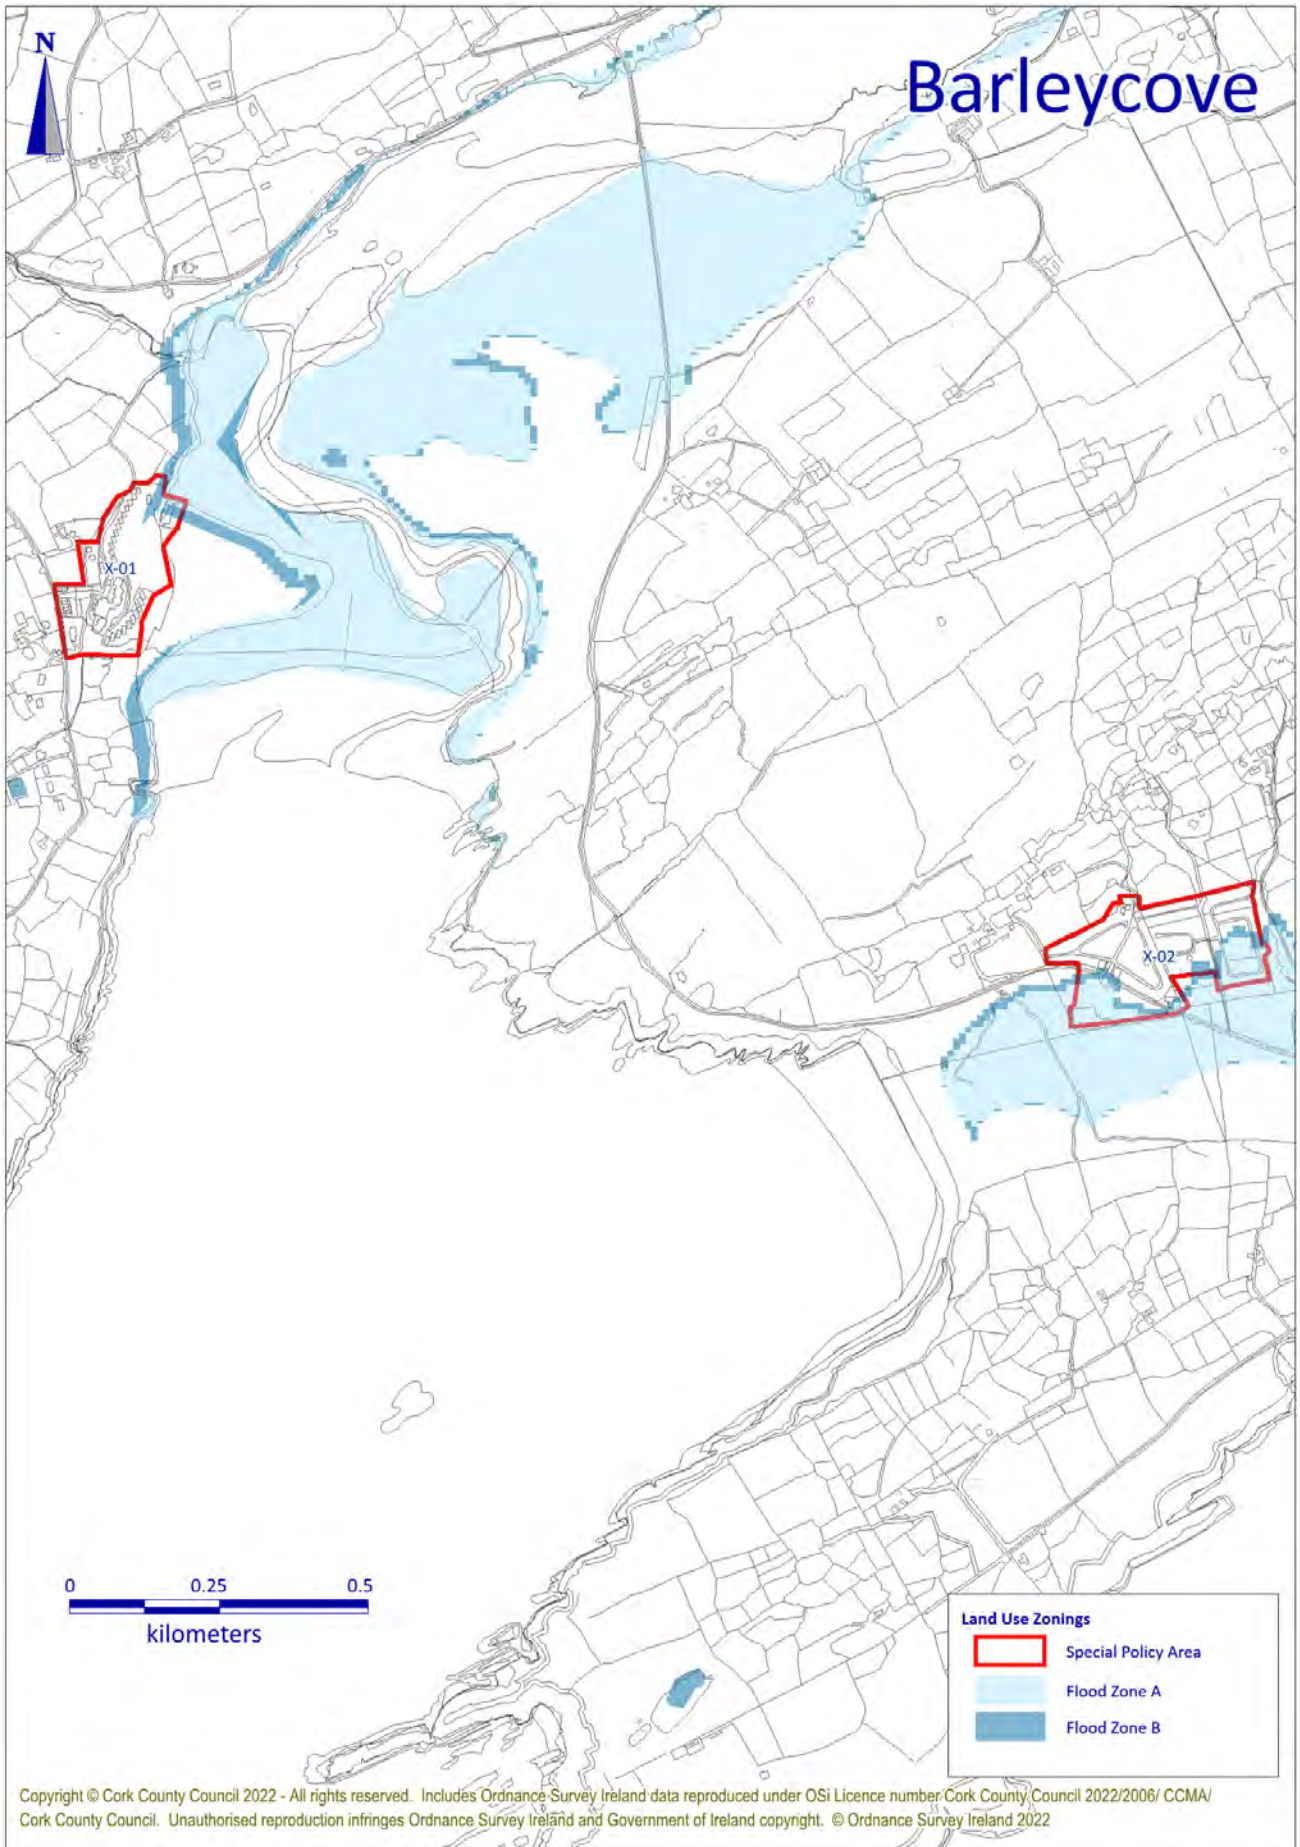 N
Barleycove
X-01
X-02
0 0.25 0.5
kilometers
Land Use Zonings
Special Policy Area
Flood Zone A
Flood Zone B
Copyright © Cork County Council 2022 - All rights reserved. Includes Ordnance Survey Ireland data reproduced under OSi Licence number Cork County Council 2022/2006/ CCMA/
Cork County Council. Unauthorised reproduction infringes Ordnance Survey Ireland and Government of Ireland copyright. © Ordnance Survey Ireland 2022